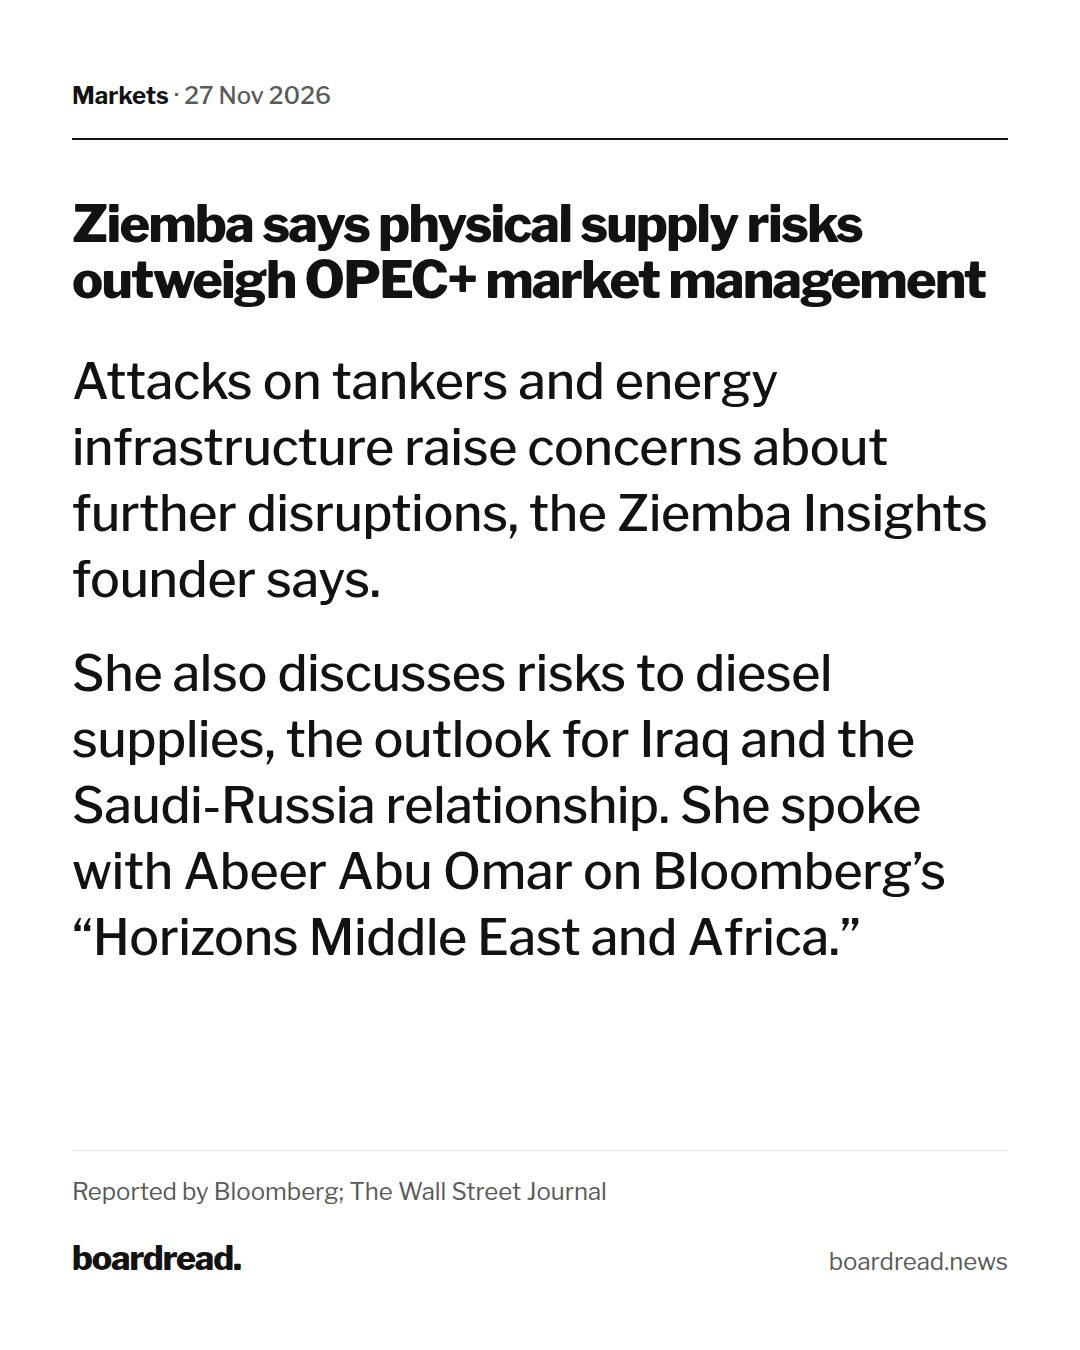 Markets · 27 Nov 2026
Ziemba says physical supply risks
outweigh OPEC+ market management
Attacks on tankers and energy
infrastructure raise concerns about
further disruptions, the Ziemba Insights
founder says.
She also discusses risks to diesel
supplies, the outlook for Iraq and the
Saudi-Russia relationship. She spoke
with Abeer Abu Omar on Bloomberg’s
“Horizons Middle East and Africa.”
Reported by Bloomberg; The Wall Street Journal
boardread.
boardread.news